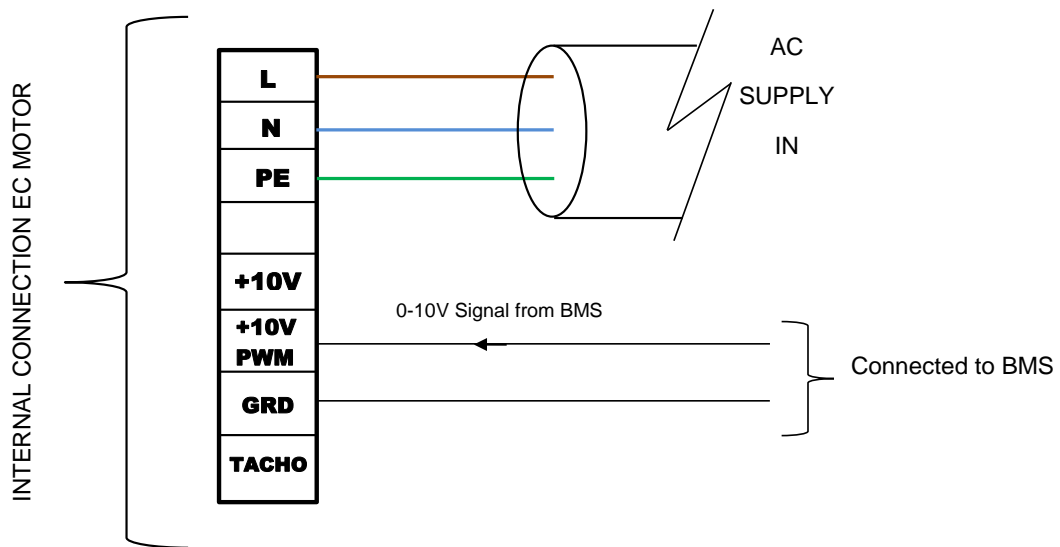 INTERNAL CONNECTION EC MOTOR
L
N
PE
+10V
+10V
PWM
GRD
TACHO
AC
SUPPLY
IN
0-10V Signal from BMS
Connected to BMS